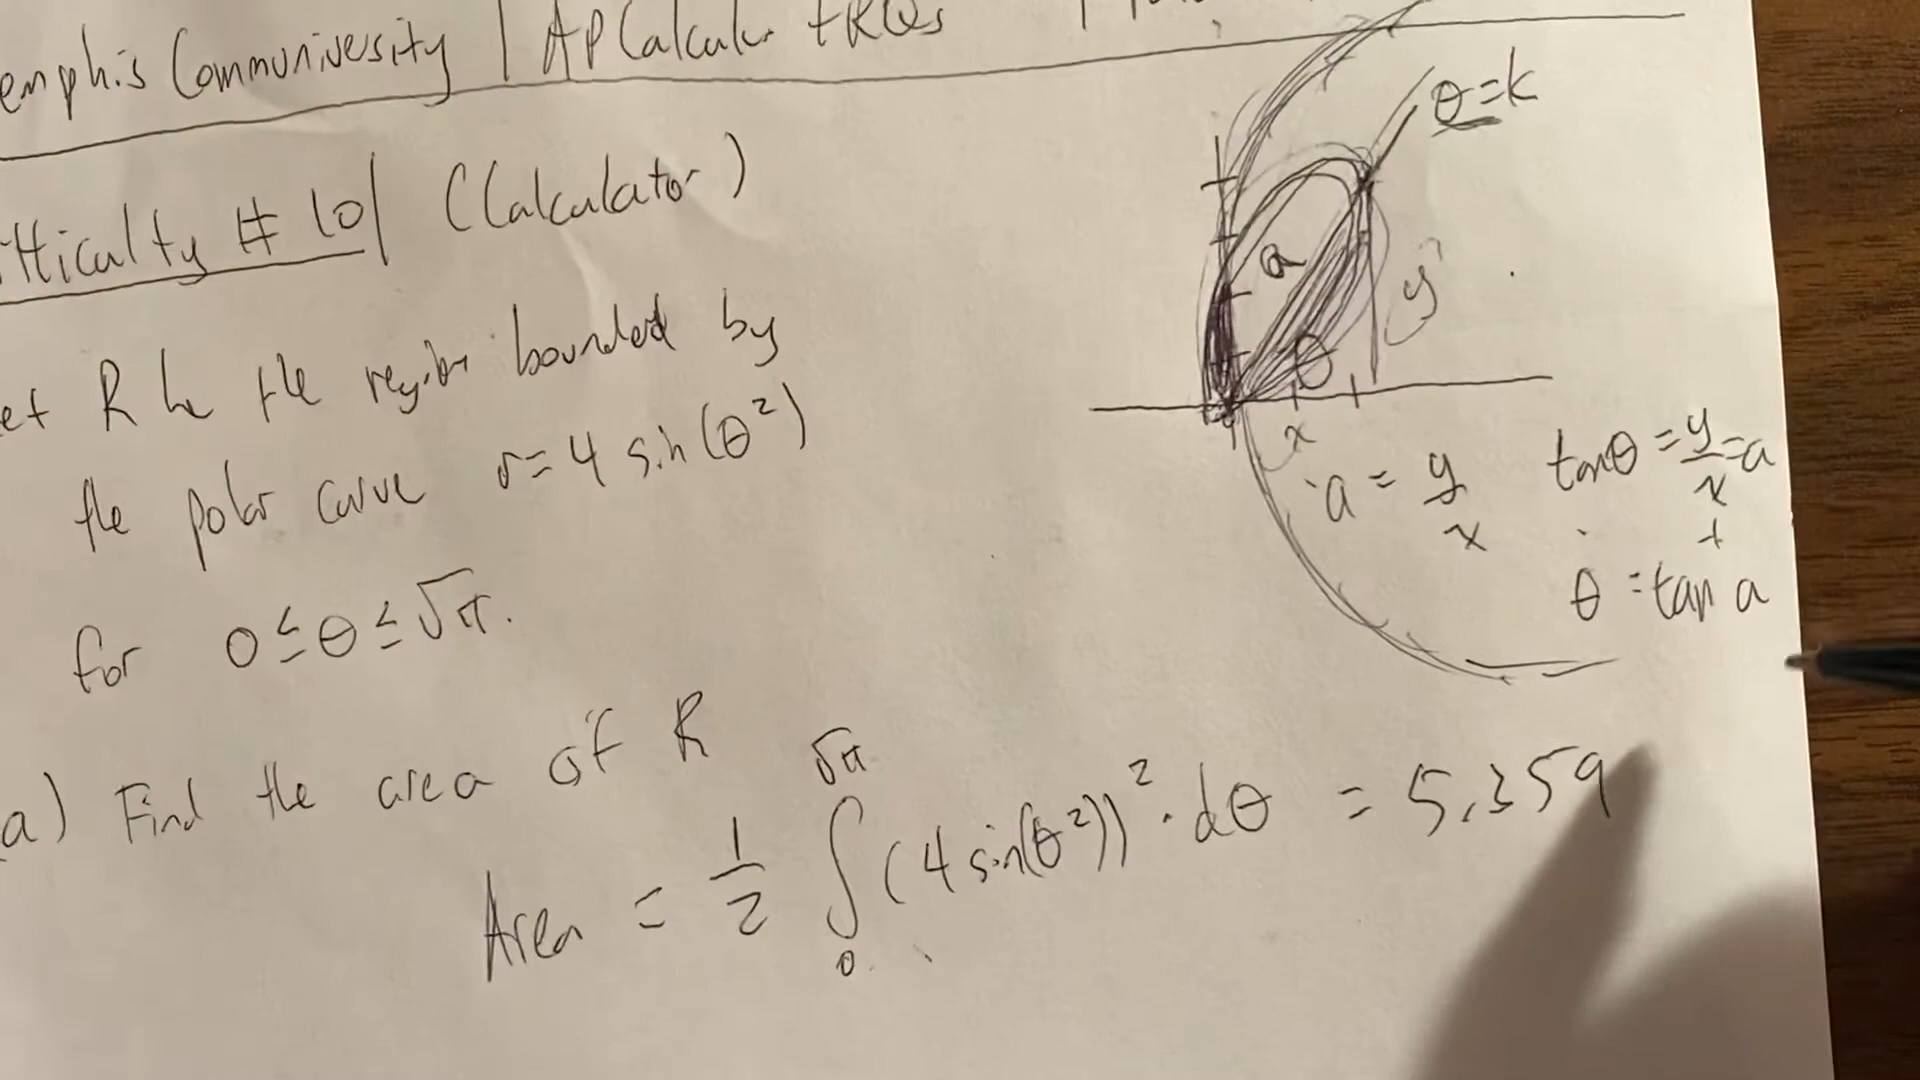 emphis Communiversity | AP Calculus FRQs
fficulty # 10 | (Calculator)
et R be the region bounded by
the polar curve r = 4 sin(θ²)
for 0 ≤ θ ≤ √π.
(a) Find the area of R
Area = 1/2 ∫₀^√π (4 sin(θ²))² · dθ = 5.359
θ=k
a
y
θ
x
a = y/x tanθ = y/x = a
θ = tan⁻¹ a